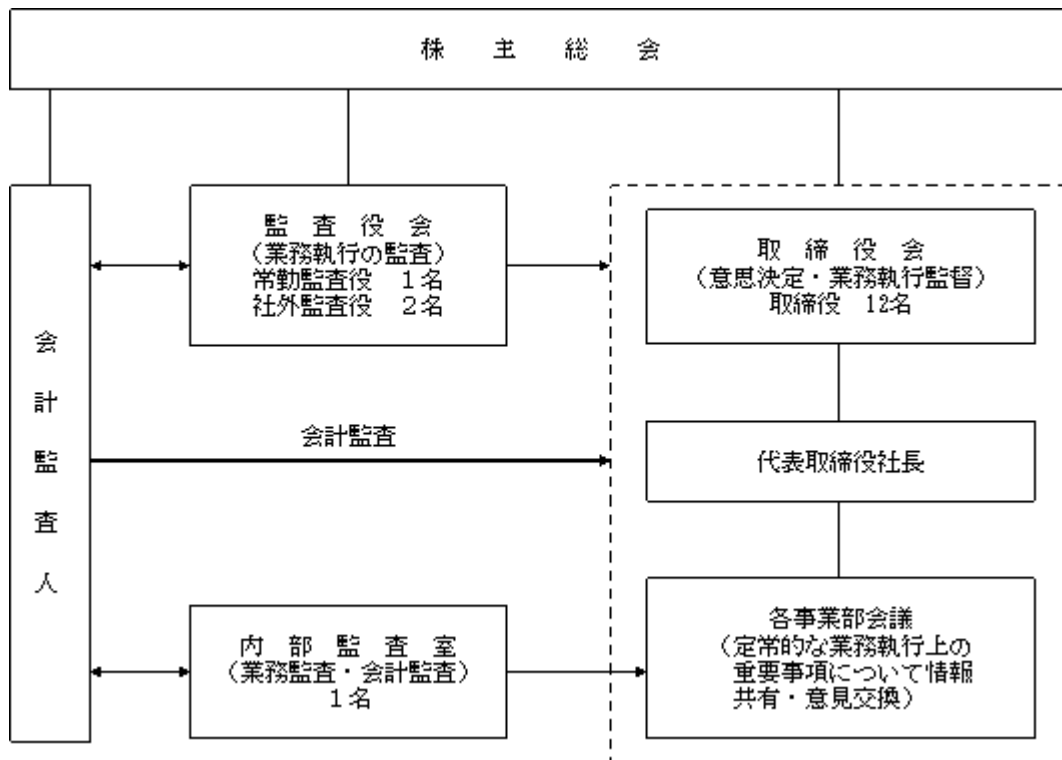 株主総会
監査役会
(業務執行の監査)
常勤監査役 1名
社外監査役 2名
取締役会
(意思決定・業務執行監督)
取締役 12名
会計監査人
会計監査
代表取締役社長
内部監査室
(業務監査・会計監査)
1名
各事業部会議
(定常的な業務執行上の
重要事項について情報
共有・意見交換)